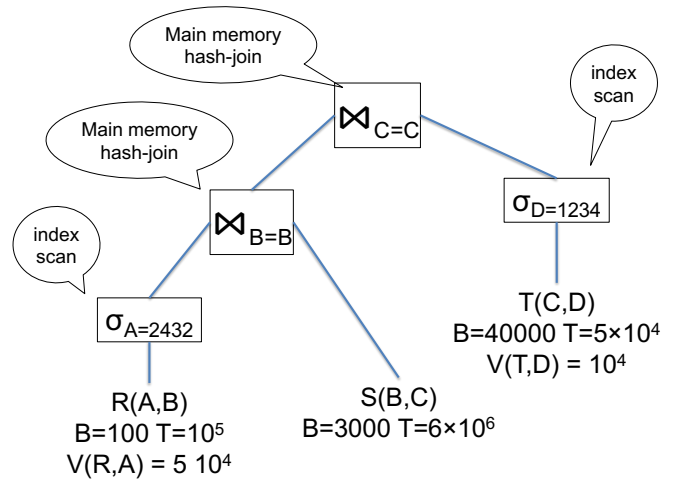 Main memory
hash-join
index
scan
⋈ C=C
Main memory
hash-join
σD=1234
⋈ B=B
index
scan
T(C,D)
B=40000 T=5×10⁴
V(T,D) = 10⁴
σA=2432
R(A,B)
B=100 T=10⁵
V(R,A) = 5 10⁴
S(B,C)
B=3000 T=6×10⁶